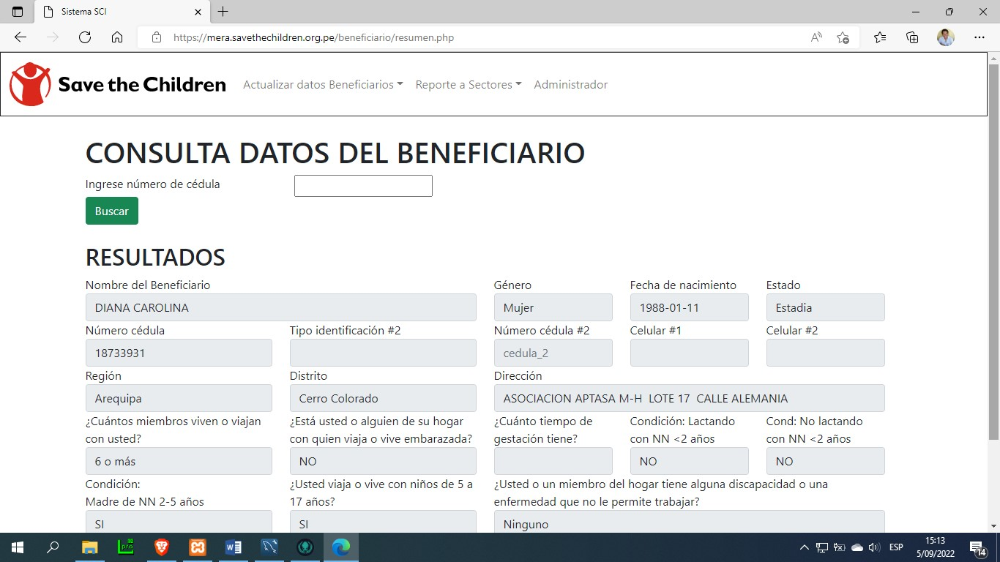 Sistema SCI
https://mera.savethechildren.org.pe/beneficiario/resumen.php
Save the Children
Actualizar datos Beneficiarios
Reporte a Sectores
Administrador
CONSULTA DATOS DEL BENEFICIARIO
Ingrese número de cédula
Buscar
RESULTADOS
Nombre del Beneficiario Género Fecha de nacimiento Estado
DIANA CAROLINA Mujer 1988-01-11 Estadia
Número cédula Tipo identificación #2 Número cédula #2 Celular #1 Celular #2
18733931 cedula_2
Región Distrito Dirección
Arequipa Cerro Colorado ASOCIACION APTASA M-H LOTE 17 CALLE ALEMANIA
¿Cuántos miembros viven o viajan ¿Está usted o alguien de su hogar ¿Cuánto tiempo de Condición: Lactando Cond: No lactando
con usted? con quien viaja o vive embarazada? gestación tiene? con NN <2 años con NN <2 años
6 o más NO NO NO
Condición: ¿Usted viaja o vive con niños de 5 a ¿Usted o un miembro del hogar tiene alguna discapacidad o una
Madre de NN 2-5 años 17 años? enfermedad que no le permite trabajar?
SI SI Ninguno
ESP
15:13
5/09/2022
14